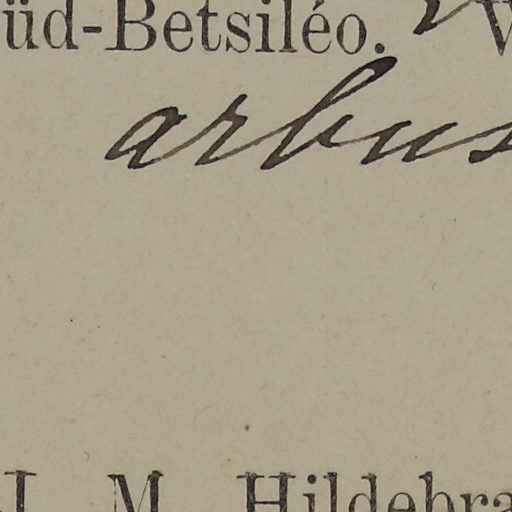 üd-Betsiléo. V
arbus
J. M. Hildebra